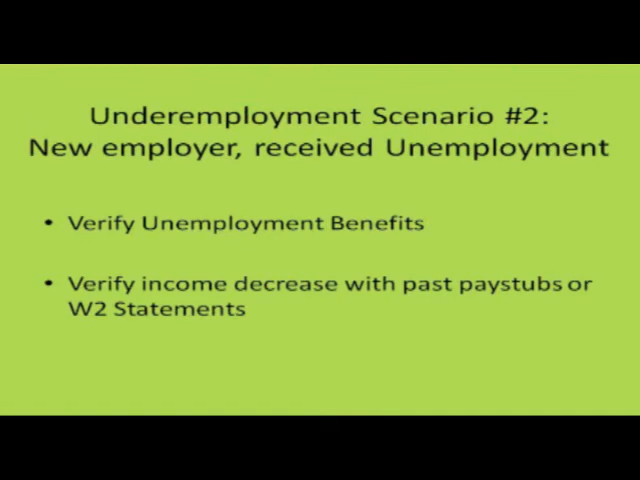 Underemployment Scenario #2:
New employer, received Unemployment
• Verify Unemployment Benefits
• Verify income decrease with past paystubs or
W2 Statements